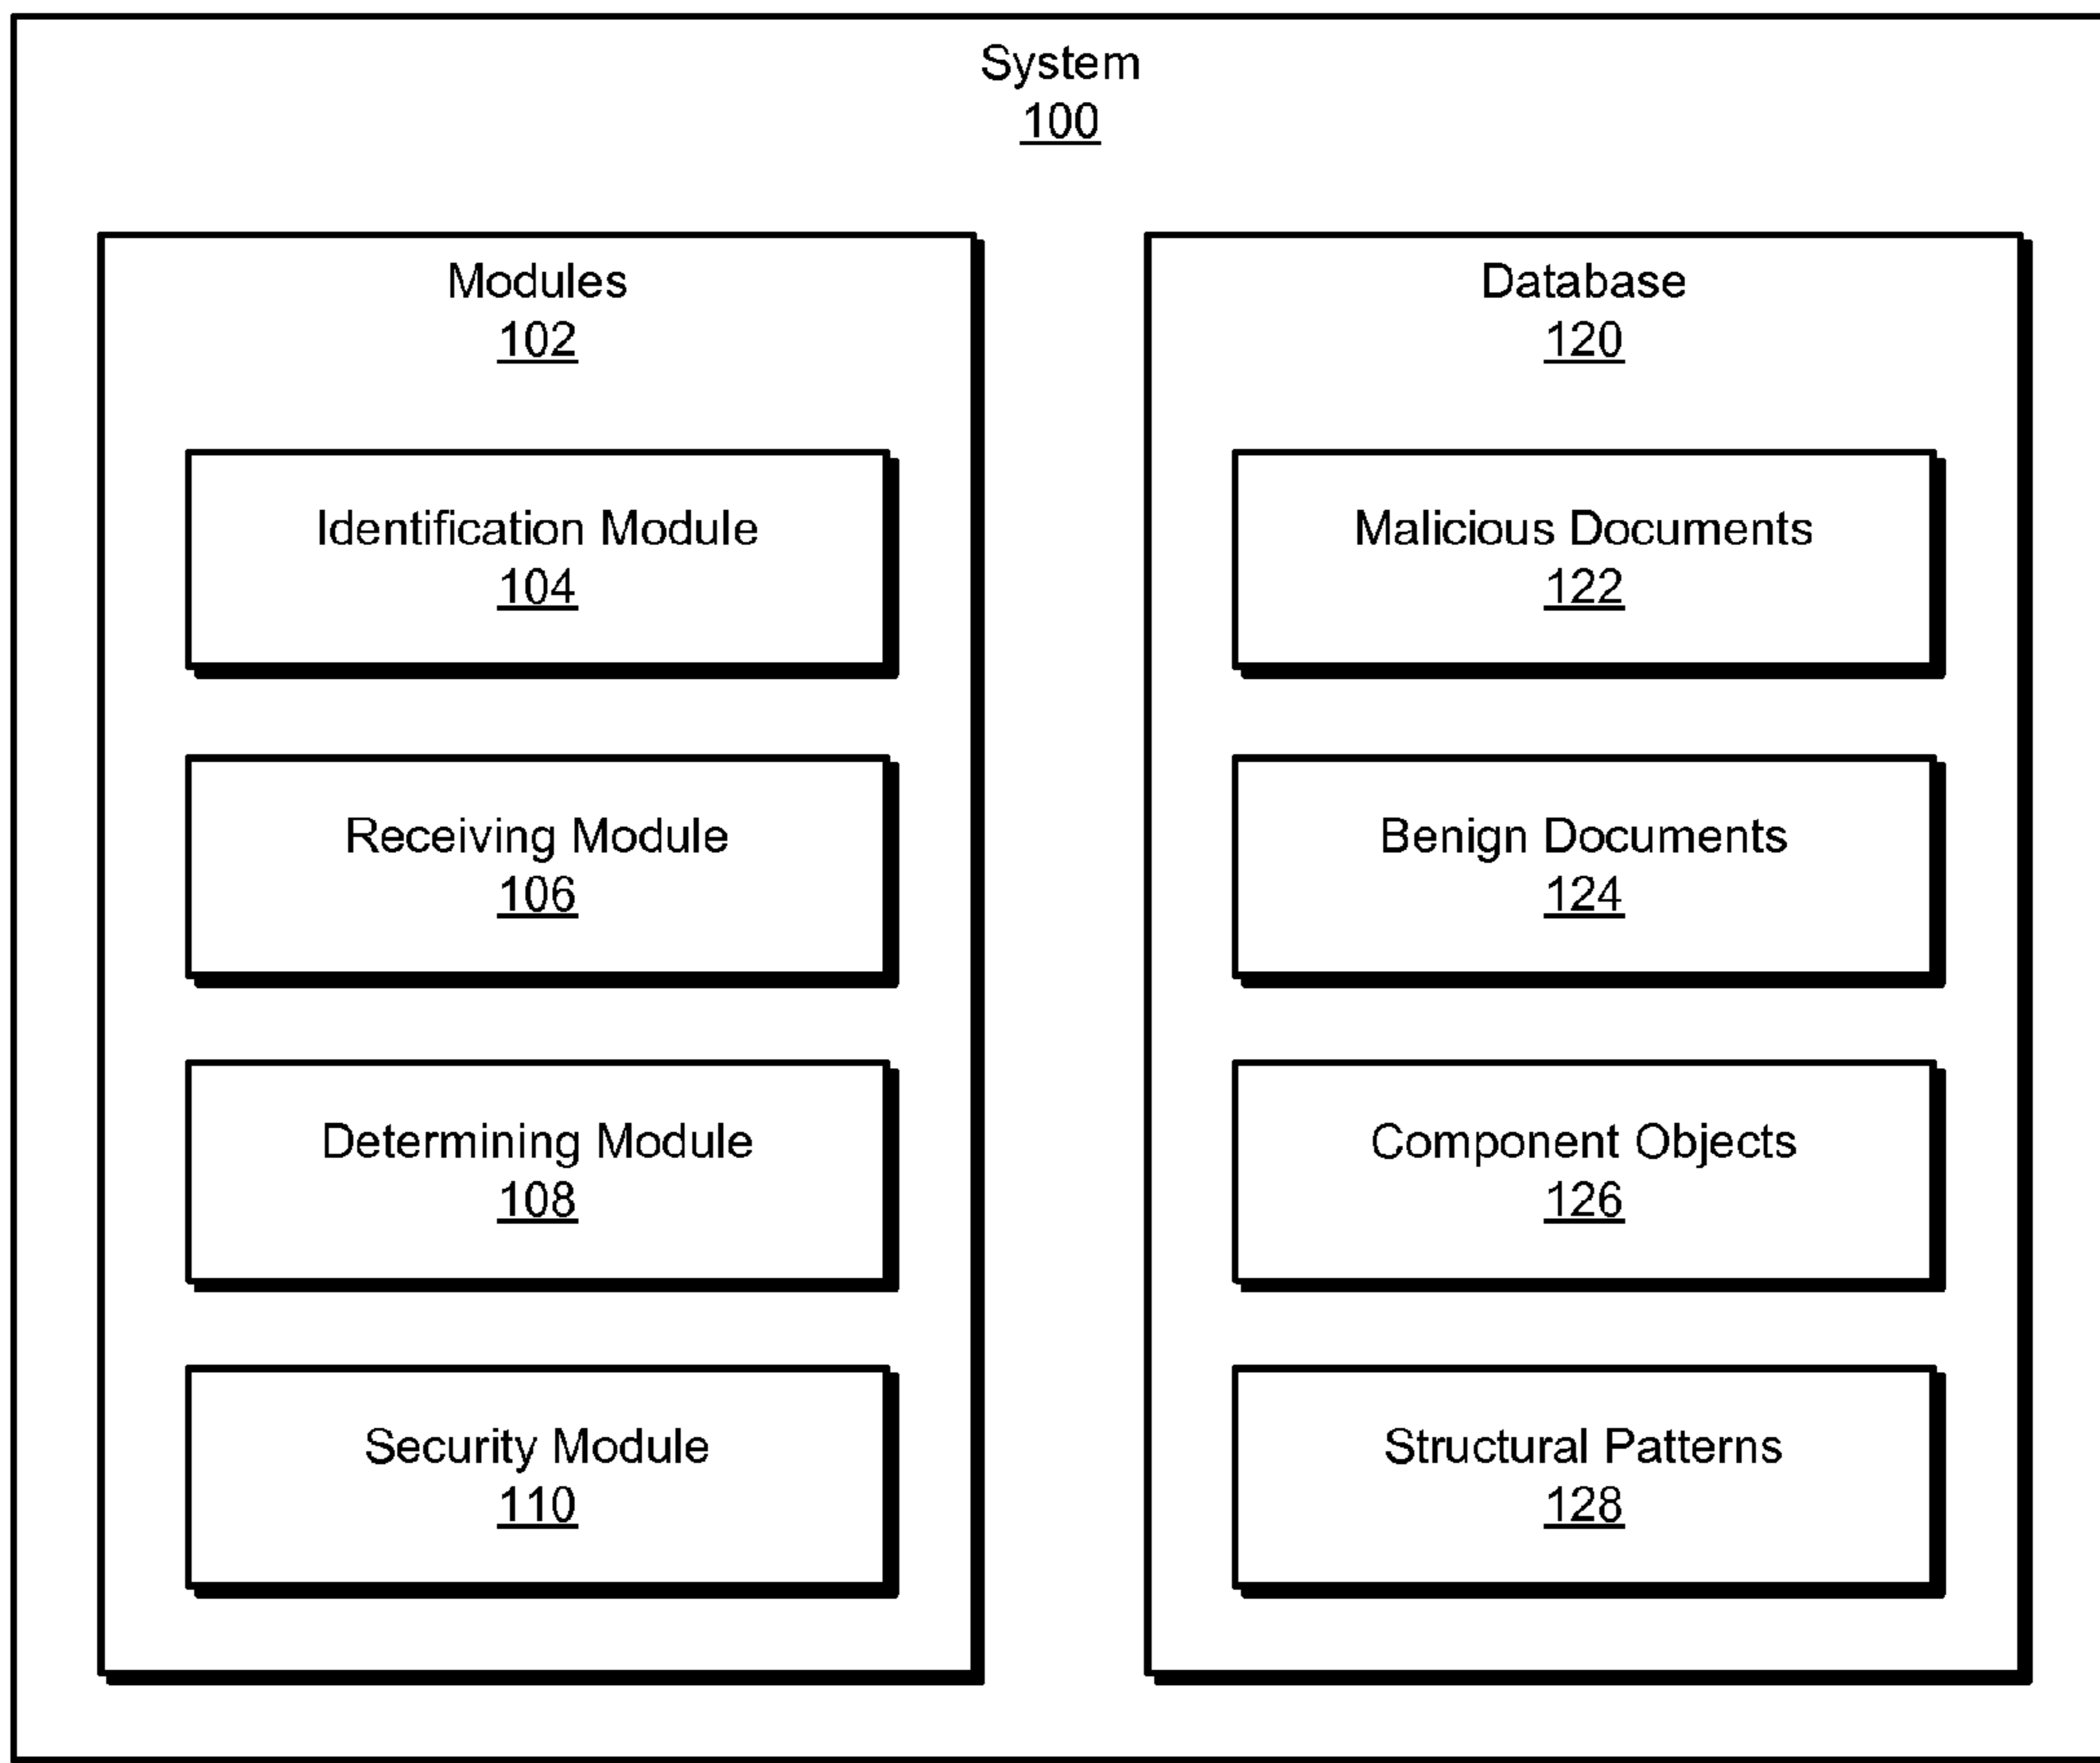 System
100
Modules
102
Identification Module
104
Receiving Module
106
Determining Module
108
Security Module
110
Database
120
Malicious Documents
122
Benign Documents
124
Component Objects
126
Structural Patterns
128